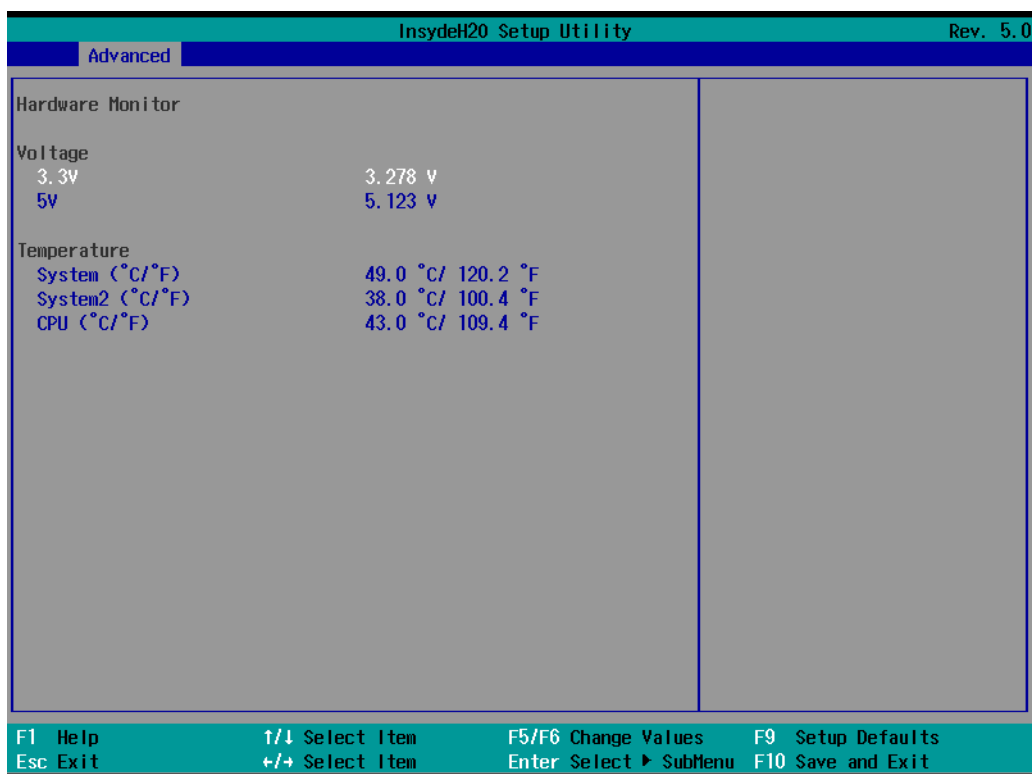 InsydeH20 Setup Utility Rev. 5.0
Advanced
Hardware Monitor
Voltage
3.3V 3.278 V
5V 5.123 V
Temperature
System (°C/°F) 49.0 °C/ 120.2 °F
System2 (°C/°F) 38.0 °C/ 100.4 °F
CPU (°C/°F) 43.0 °C/ 109.4 °F
F1 Help ↑/↓ Select Item F5/F6 Change Values F9 Setup Defaults
Esc Exit ←/→ Select Item Enter Select ▶ SubMenu F10 Save and Exit